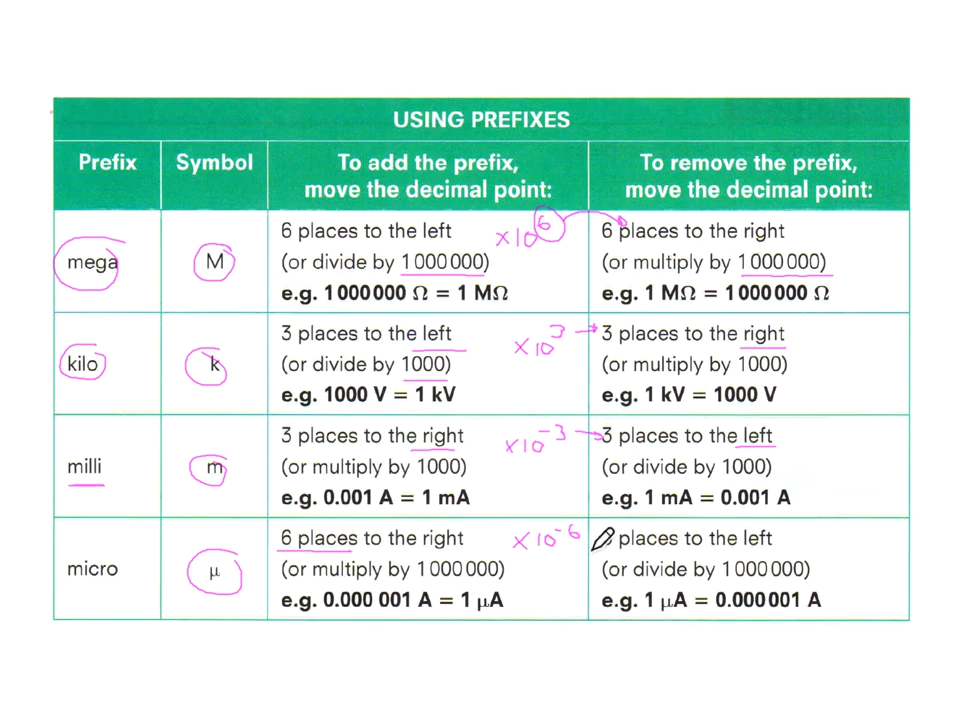 USING PREFIXES
Prefix
Symbol
To add the prefix,
move the decimal point:
To remove the prefix,
move the decimal point:
mega
M
6 places to the left
(or divide by 1 000 000)
e.g. 1 000 000 Ω = 1 MΩ
×10⁶
6 places to the right
(or multiply by 1 000 000)
e.g. 1 MΩ = 1 000 000 Ω
kilo
k
3 places to the left
(or divide by 1000)
e.g. 1000 V = 1 kV
×10³
3 places to the right
(or multiply by 1000)
e.g. 1 kV = 1000 V
milli
m
3 places to the right
(or multiply by 1000)
e.g. 0.001 A = 1 mA
×10⁻³
3 places to the left
(or divide by 1000)
e.g. 1 mA = 0.001 A
micro
μ
6 places to the right
(or multiply by 1 000 000)
e.g. 0.000 001 A = 1 μA
×10⁻⁶
places to the left
(or divide by 1 000 000)
e.g. 1 μA = 0.000 001 A